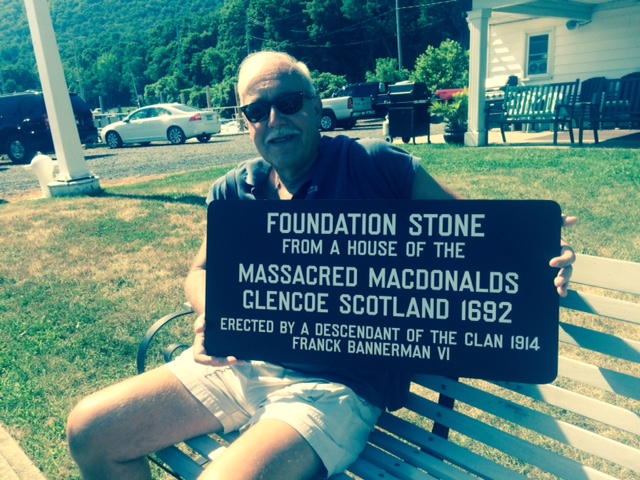 FOUNDATION STONE
FROM A HOUSE OF THE
MASSACRED MACDONALDS
GLENCOE SCOTLAND 1692
ERECTED BY A DESCENDANT OF THE CLAN 1914
FRANCK BANNERMAN VI